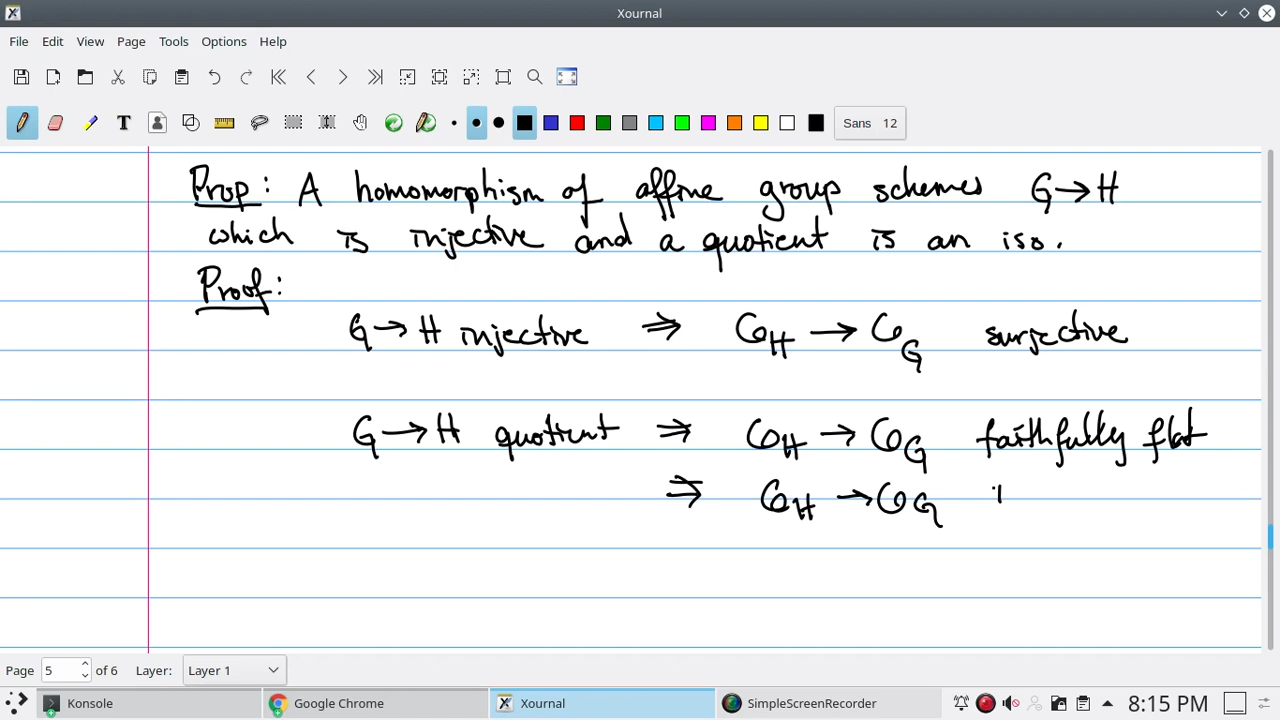 Xournal
File Edit View Page Tools Options Help
T Sans 12
Prop: A homomorphism of affine group schemes G→H
which is injective and a quotient is an iso.
Proof:
G→H injective ⇒ O_H → O_G surjective
G→H quotient ⇒ O_H → O_G faithfully flat
⇒ O_H → O_G
Page 5 of 6 Layer: Layer 1
Konsole Google Chrome Xournal SimpleScreenRecorder 8:15 PM